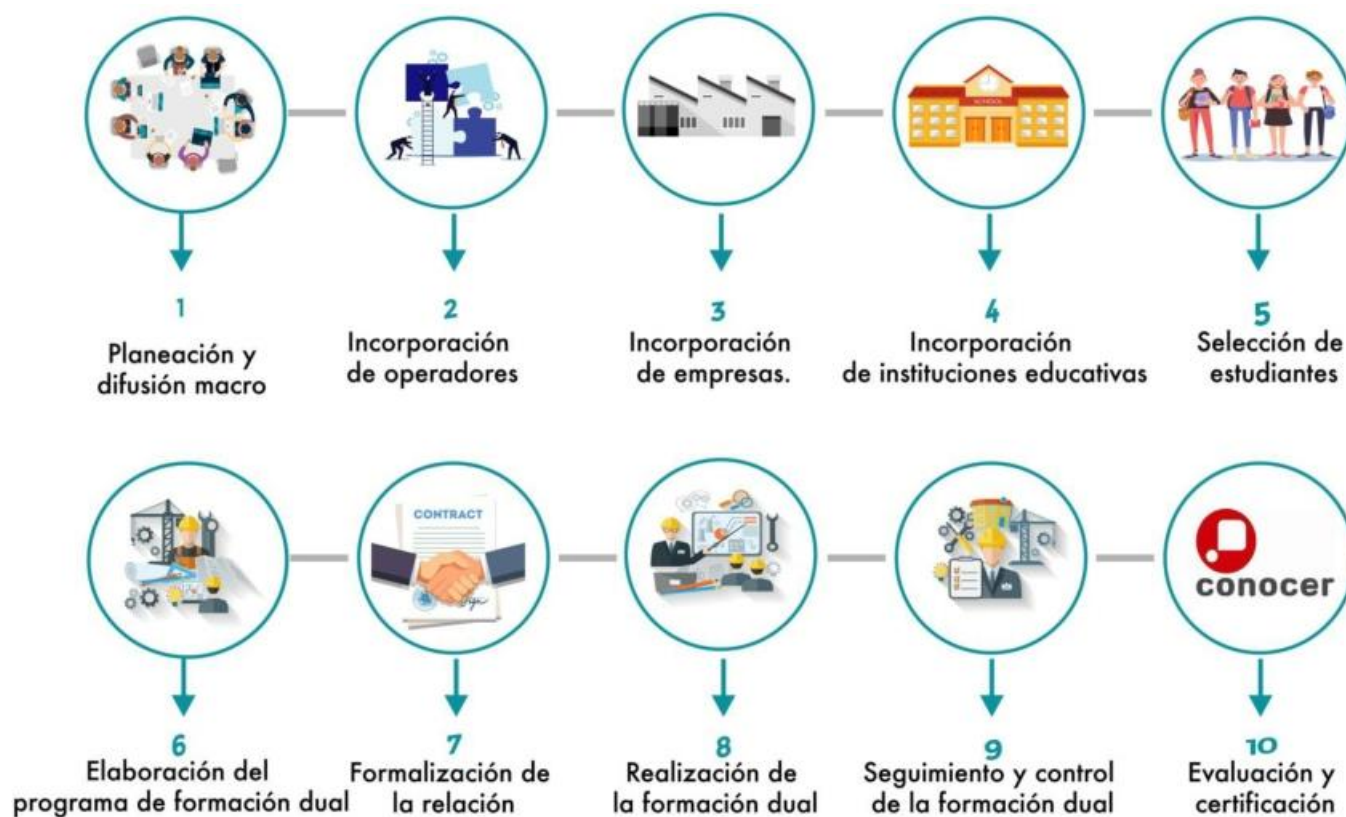 SCHOOL
1
Planeación y
difusión macro
2
Incorporación
de operadores
3
Incorporación
de empresas.
4
Incorporación
de instituciones educativas
5
Selección de
estudiantes
CONTRACT
conocer
6
Elaboración del
programa de formación dual
7
Formalización de
la relación
8
Realización de
la formación dual
9
Seguimiento y control
de la formación dual
10
Evaluación y
certificación